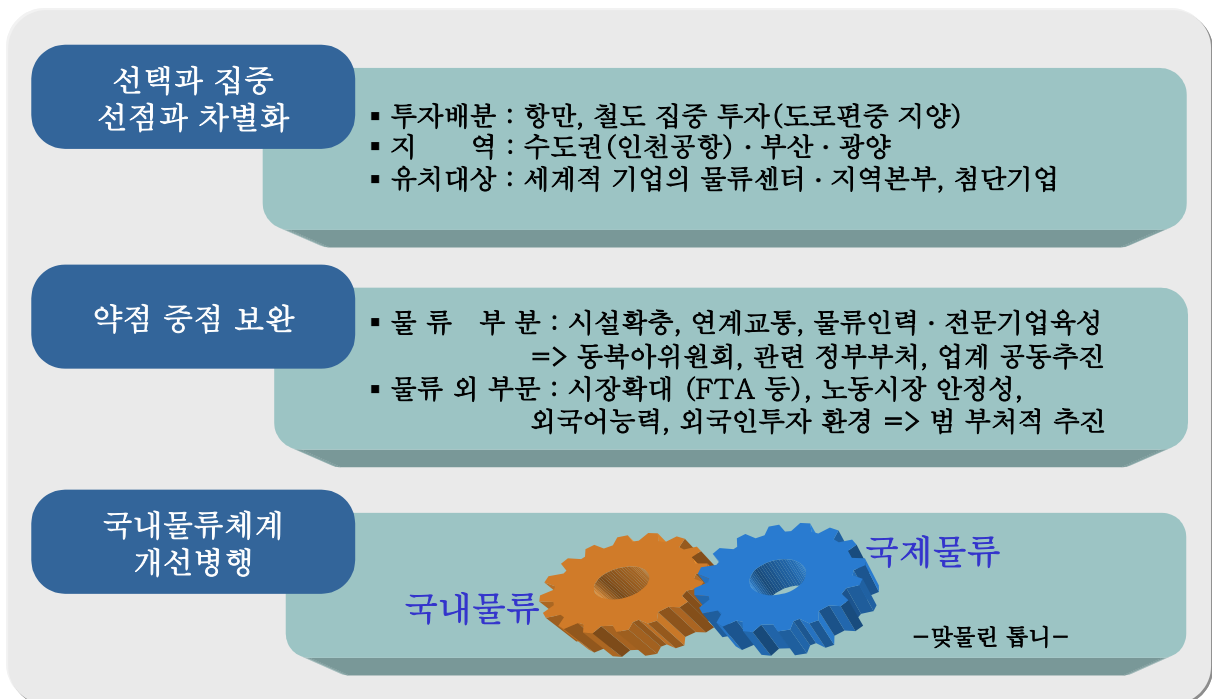 선택과 집중
선점과 차별화
▪ 투자배분 : 항만, 철도 집중 투자(도로편중 지양)
▪ 지 역 : 수도권(인천공항) · 부산 · 광양
▪ 유치대상 : 세계적 기업의 물류센터 · 지역본부, 첨단기업
약점 중점 보완
▪ 물 류 부 분 : 시설확충, 연계교통, 물류인력 · 전문기업육성
=> 동북아위원회, 관련 정부부처, 업계 공동추진
▪ 물류 외 부문 : 시장확대 (FTA 등), 노동시장 안정성,
외국어능력, 외국인투자 환경 => 범 부처적 추진
국내물류체계
개선병행
국제물류
국내물류
-맞물린 톱니-